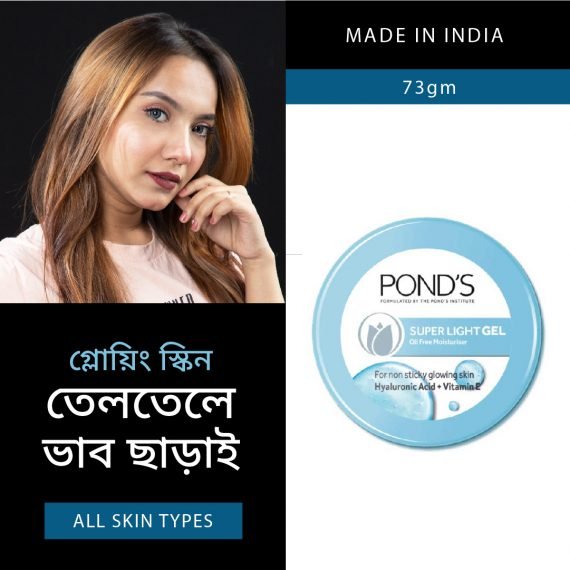 MADE IN INDIA
73gm
POND'S
FORMULATED BY THE POND'S INSTITUTE
SUPER LIGHT GEL
Oil Free Moisturiser
For non sticky glowing skin
Hyaluronic Acid + Vitamin E
গ্লোয়িং স্কিন
তেলতেলে
ভাব ছাড়াই
ALL SKIN TYPES